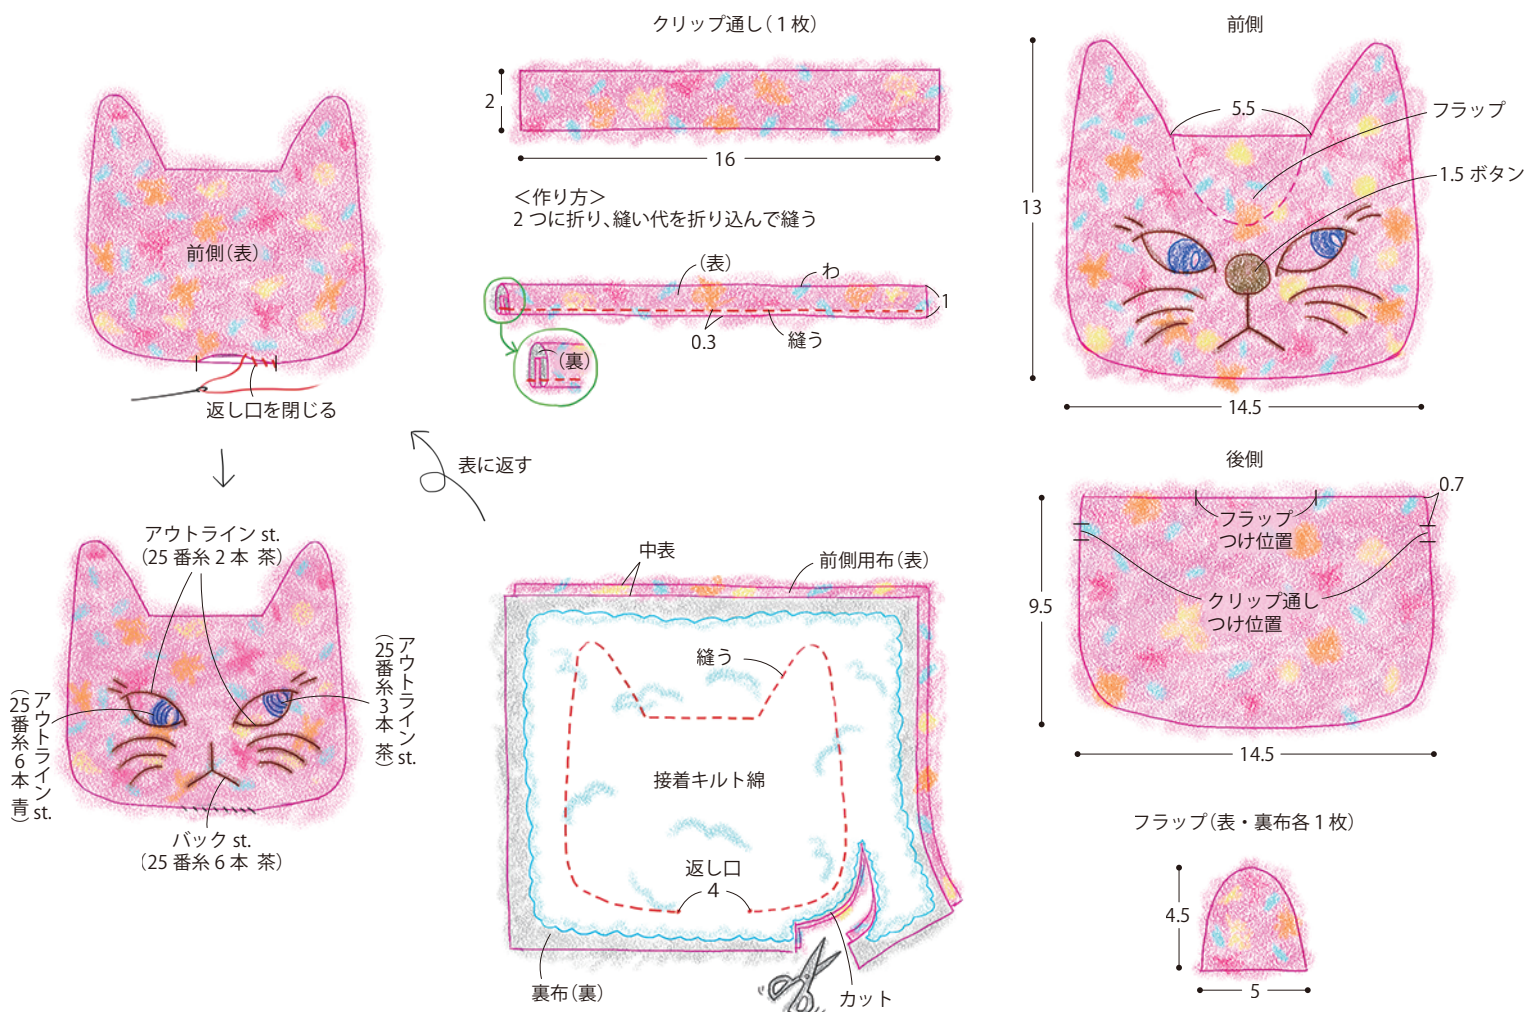 クリップ通し（1枚）
2
16
＜作り方＞
2つに折り、縫い代を折り込んで縫う
（表）
わ
1
0.3
縫う
（裏）
前側
13
5.5
フラップ
1.5 ボタン
14.5
後側
0.7
フラップ
つけ位置
クリップ通し
つけ位置
9.5
14.5
フラップ（表・裏布各1枚）
4.5
5
中表
前側用布（表）
縫う
接着キルト綿
返し口
4
裏布（裏）
カット
表に返す
前側（表）
返し口を閉じる
アウトライン st.
（25番糸2本 茶）
アウトライン st.
（25番糸3本 茶）
アウトライン st.
（25番糸6本 青）
バック st.
（25番糸6本 茶）